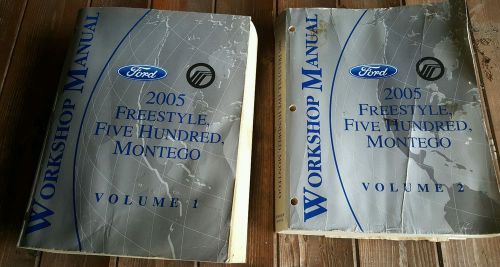 WORKSHOP MANUAL
Ford
2005
FREESTYLE,
FIVE HUNDRED,
MONTEGO
VOLUME 1
WORKSHOP MANUAL
Ford
2005
FREESTYLE,
FIVE HUNDRED,
MONTEGO
VOLUME 2